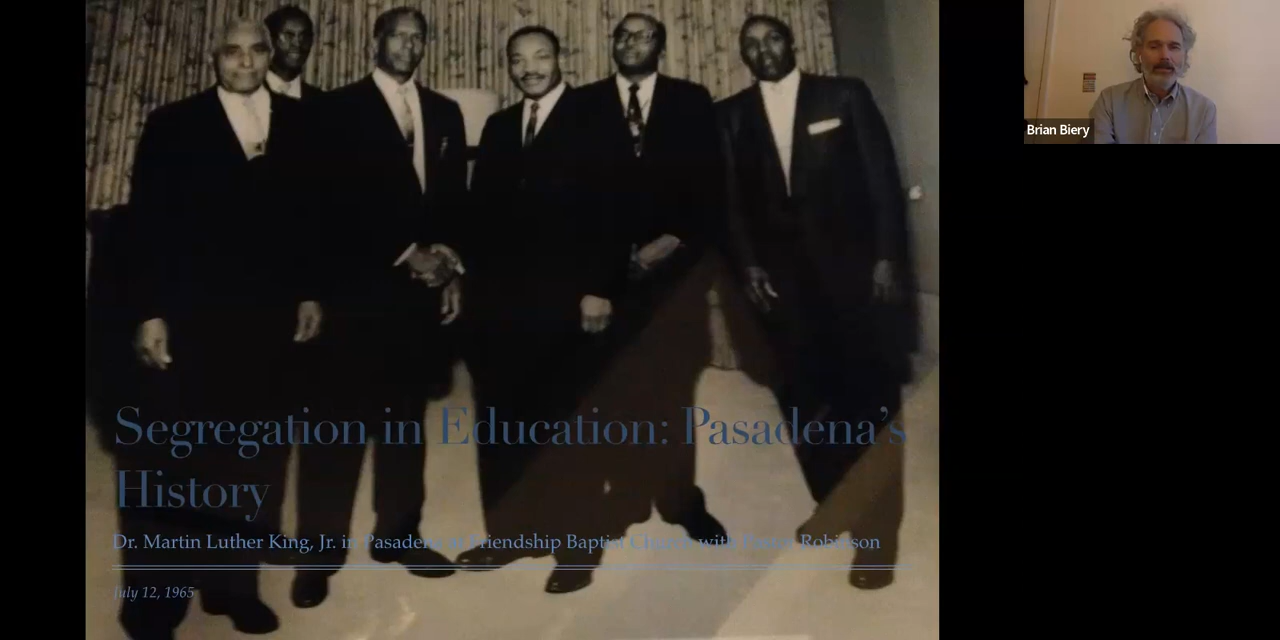 Segregation in Education: Pasadena's
History
Dr. Martin Luther King, Jr. in Pasadena at Friendship Baptist Church with Robinson
July 12, 1965
Brian Biery